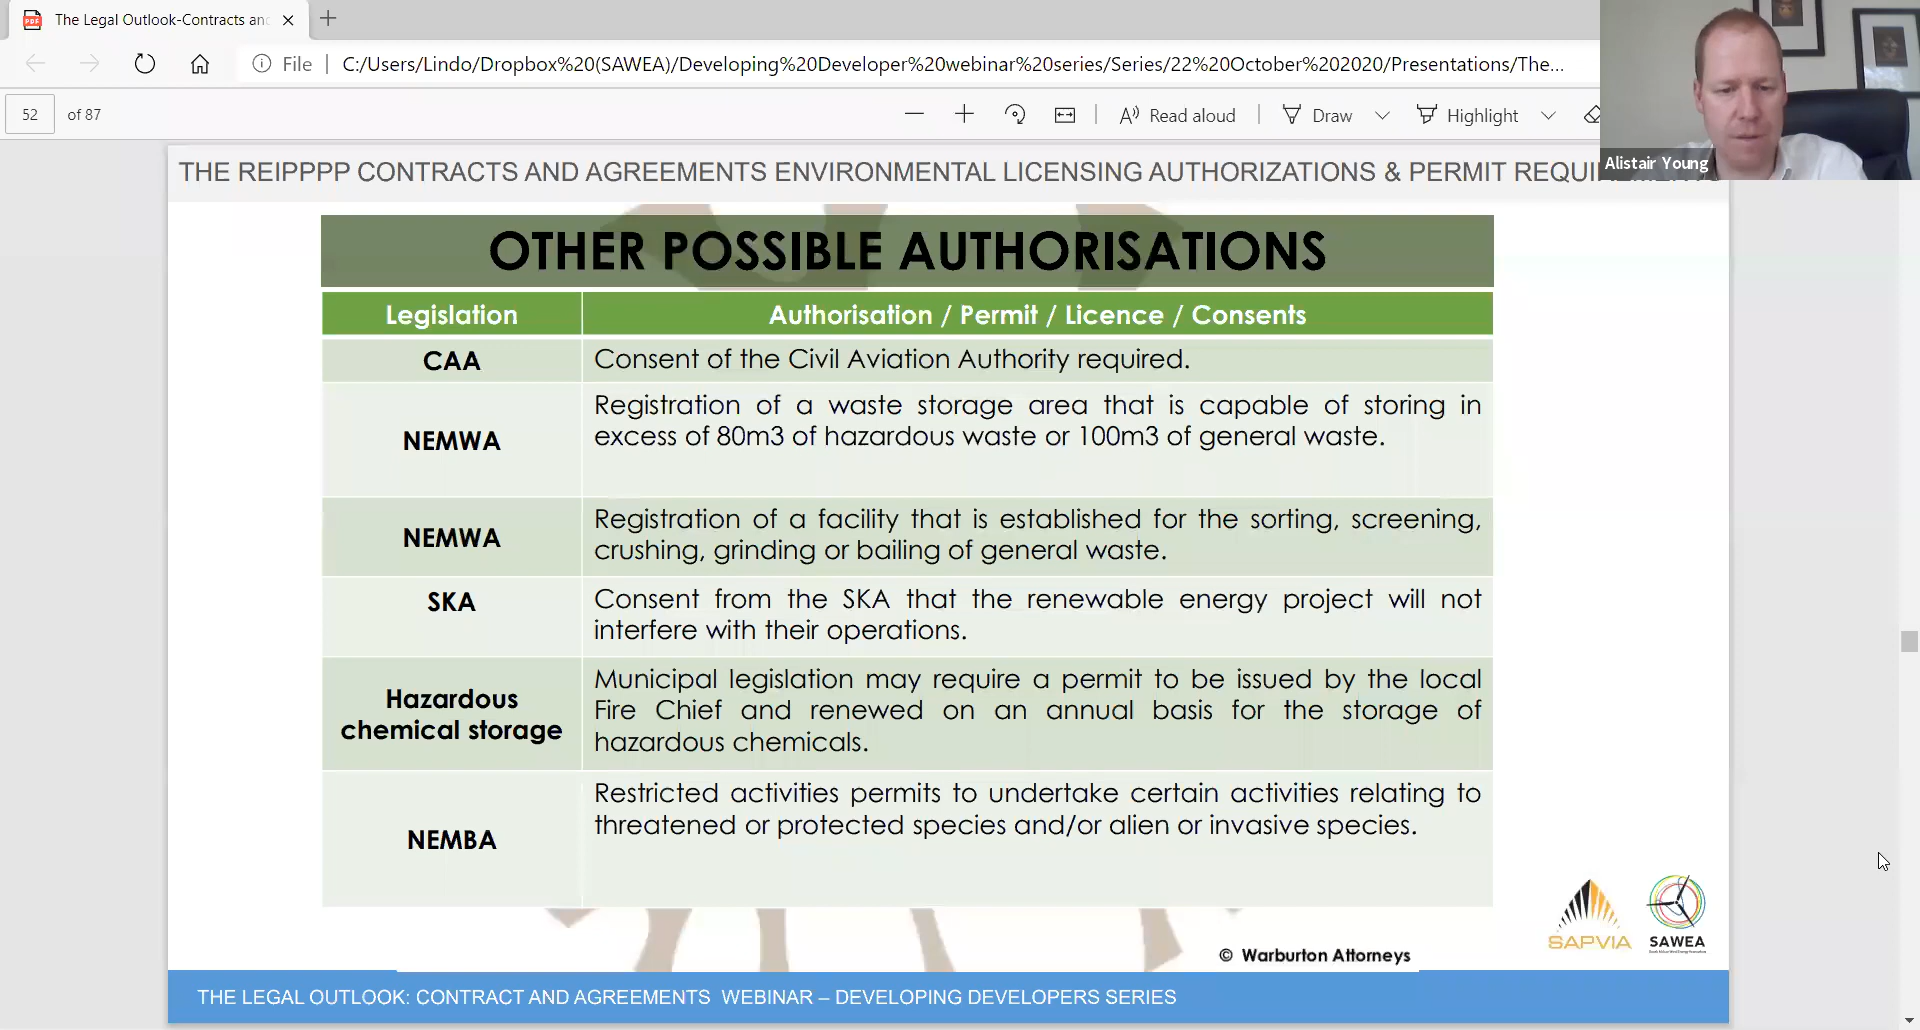 The Legal Outlook-Contracts and
File
C:/Users/Lindo/Dropbox%20(SAWEA)/Developing%20Developer%20webinar%20series/Series/22%20October%202020/Presentations/The...
52 of 87
Read aloud
Draw
Highlight
Alistair Young
THE REIPPPP CONTRACTS AND AGREEMENTS ENVIRONMENTAL LICENSING AUTHORIZATIONS & PERMIT
OTHER POSSIBLE AUTHORISATIONS
Legislation
Authorisation / Permit / Licence / Consents
CAA
Consent of the Civil Aviation Authority required.
NEMWA
Registration of a waste storage area that is capable of storing in
excess of 80m3 of hazardous waste or 100m3 of general waste.
NEMWA
Registration of a facility that is established for the sorting, screening,
crushing, grinding or bailing of general waste.
SKA
Consent from the SKA that the renewable energy project will not
interfere with their operations.
Hazardous
chemical storage
Municipal legislation may require a permit to be issued by the local
Fire Chief and renewed on an annual basis for the storage of
hazardous chemicals.
NEMBA
Restricted activities permits to undertake certain activities relating to
threatened or protected species and/or alien or invasive species.
SAPVIA
SAWEA
© Warburton Attorneys
THE LEGAL OUTLOOK: CONTRACT AND AGREEMENTS WEBINAR – DEVELOPING DEVELOPERS SERIES